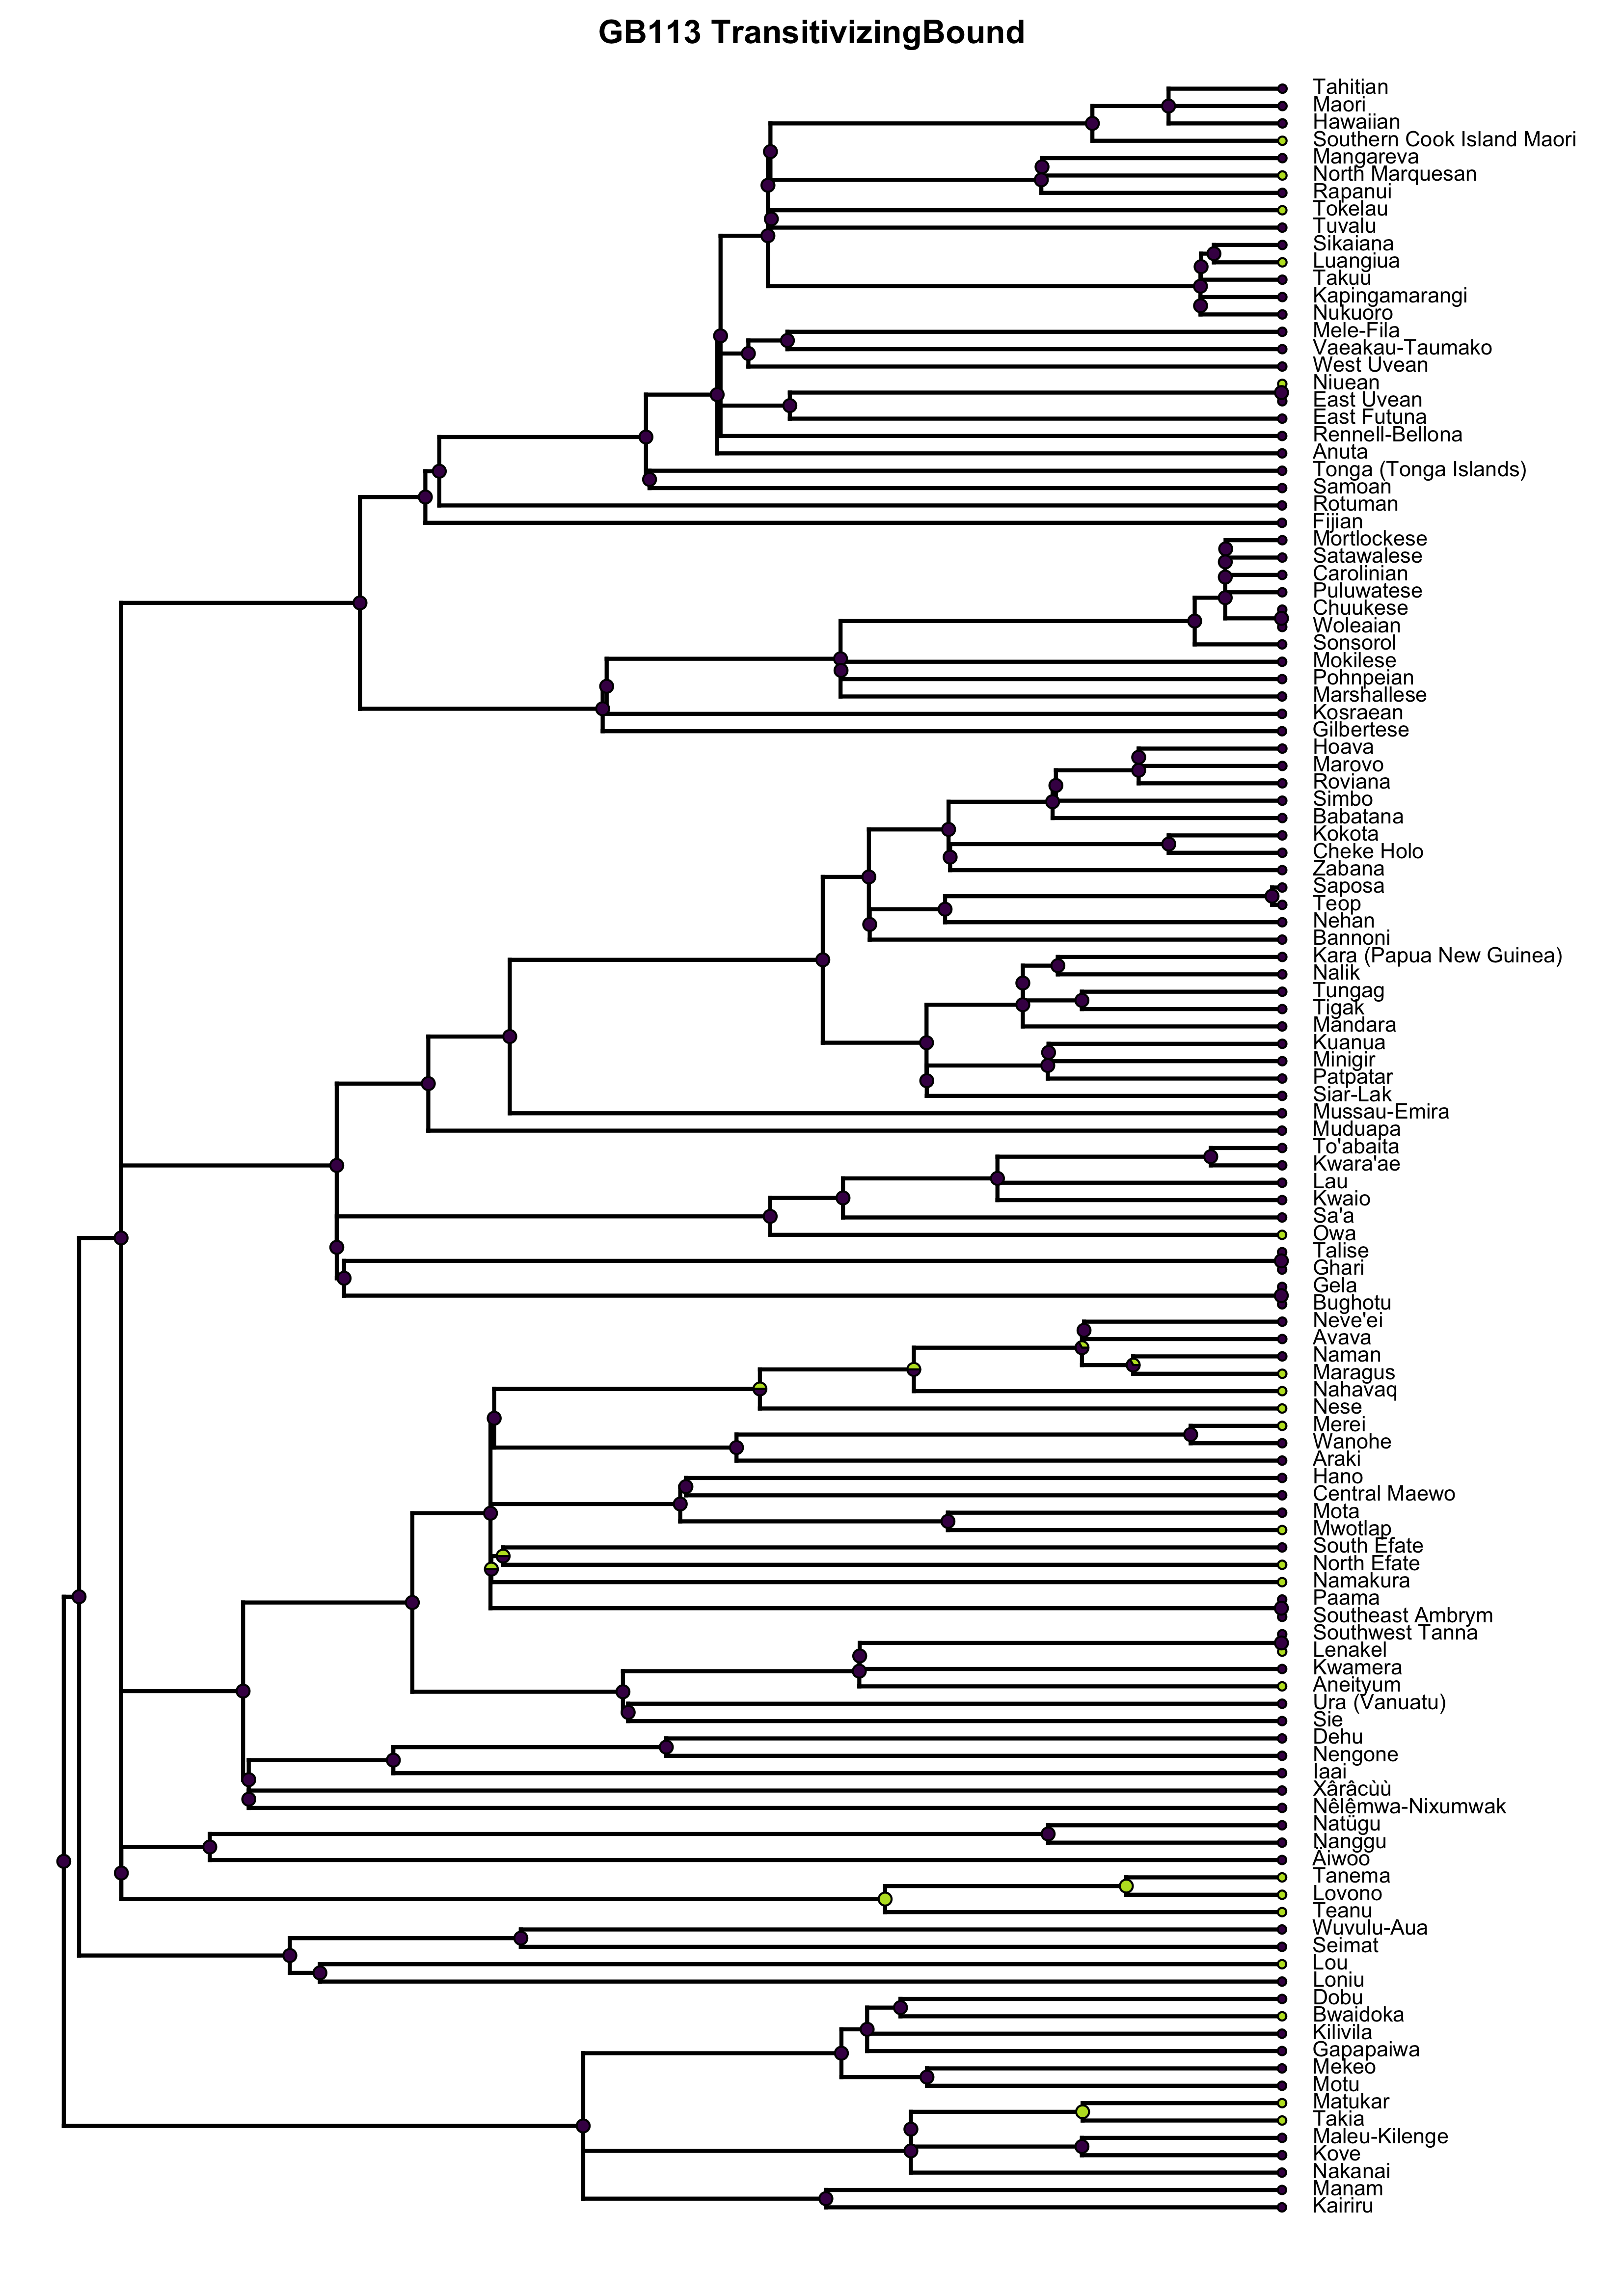 GB113 TransitivizingBound
Tahitian
Maori
Hawaiian
Southern Cook Island Maori
Mangareva
North Marquesan
Rapanui
Tokelau
Tuvalu
Sikaiana
Luangiua
Takuu
Kapingamarangi
Nukuoro
Mele-Fila
Vaeakau-Taumako
West Uvean
Niuean
East Uvean
East Futuna
Rennell-Bellona
Anuta
Tonga (Tonga Islands)
Samoan
Rotuman
Fijian
Mortlockese
Satawalese
Carolinian
Puluwatese
Chuukese
Woleaian
Sonsorol
Mokilese
Pohnpeian
Marshallese
Kosraean
Gilbertese
Hoava
Marovo
Roviana
Simbo
Babatana
Kokota
Cheke Holo
Zabana
Saposa
Teop
Nehan
Bannoni
Kara (Papua New Guinea)
Nalik
Tungag
Tigak
Mandara
Kuanua
Minigir
Patpatar
Siar-Lak
Mussau-Emira
Muduapa
To'abaita
Kwara'ae
Lau
Kwaio
Sa'a
Owa
Talise
Ghari
Gela
Bughotu
Neve'ei
Avava
Naman
Maragus
Nahavaq
Nese
Merei
Wanohe
Araki
Hano
Central Maewo
Mota
Mwotlap
South Efate
North Efate
Namakura
Paama
Southeast Ambrym
Southwest Tanna
Lenakel
Kwamera
Aneityum
Ura (Vanuatu)
Sie
Dehu
Nengone
Iaai
Xârâcùù
Nêlêmwa-Nixumwak
Natügu
Nanggu
Äiwoo
Tanema
Lovono
Teanu
Wuvulu-Aua
Seimat
Lou
Loniu
Dobu
Bwaidoka
Kilivila
Gapapaiwa
Mekeo
Motu
Matukar
Takia
Maleu-Kilenge
Kove
Nakanai
Manam
Kairiru